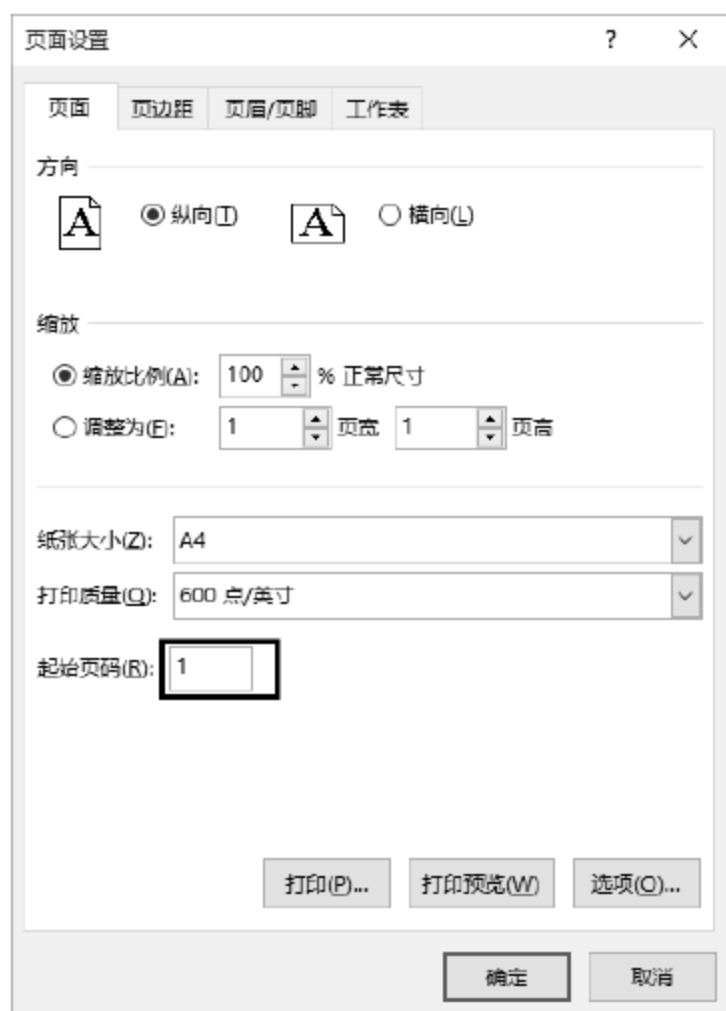 页面设置 ? ×
页面 页边距 页眉/页脚 工作表
方向
A 纵向(T) A 横向(L)
缩放
缩放比例(A): 100 % 正常尺寸
调整为(F): 1 页宽 1 页高
纸张大小(Z): A4
打印质量(Q): 600 点/英寸
起始页码(R): 1
打印(P)... 打印预览(W) 选项(O)...
确定 取消